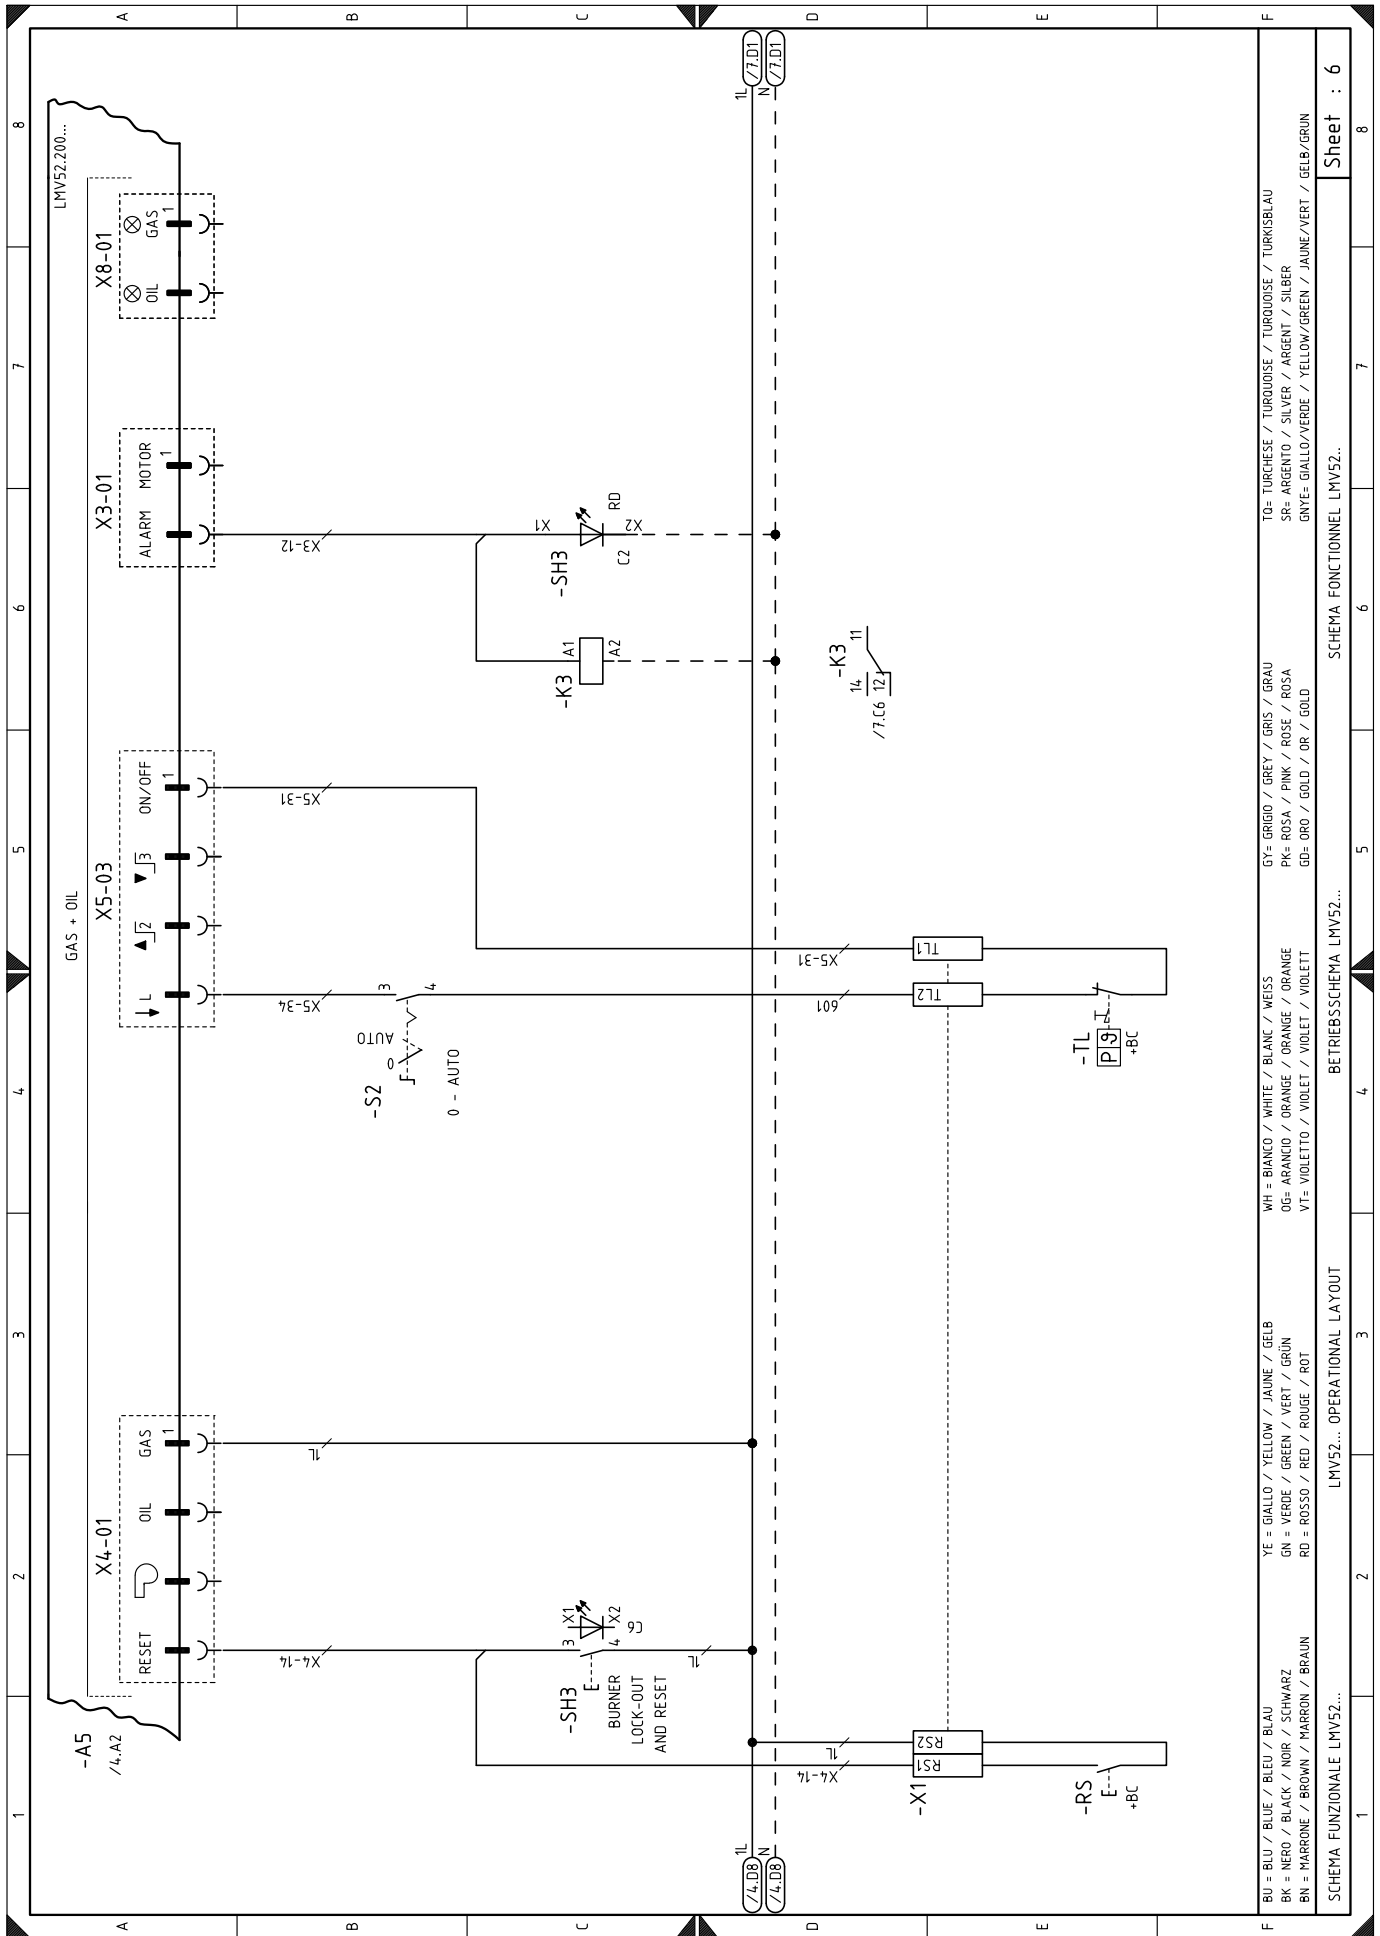 1 2 3 4 5 6 7 8
A
B
C
D
E
F
LMV52.200...
GAS + OIL
-A5
/4.A2
X4-01
RESET
OIL
GAS
1
X5-03
L
2
3
ON/OFF
1
X3-01
ALARM
MOTOR
1
X8-01
OIL
GAS
1
X4-14
1L
X5-34
X5-31
X3-12
-S2
0
AUTO
3
4
0 - AUTO
-SH3
BURNER
LOCK-OUT
AND RESET
3
4
X1
X2
C6
1L
-K3
A1
A2
-SH3
X1
X2
C2
RD
/4.D8
1L
/4.D8
N
1L
/7.D1
N
/7.D1
-K3
14
12
11
/7.C6
X4-14
1L
601
X5-31
-X1
RS1
RS2
TL2
TL1
-RS
+BC
-TL
P
ϑ
+BC
BU = BLU / BLUE / BLEU / BLAU
BK = NERO / BLACK / NOIR / SCHWARZ
BN = MARRONE / BROWN / MARRON / BRAUN
YE = GIALLO / YELLOW / JAUNE / GELB
GN = VERDE / GREEN / VERT / GRÜN
RD = ROSSO / RED / ROUGE / ROT
WH = BIANCO / WHITE / BLANC / WEISS
OG= ARANCIO / ORANGE / ORANGE / ORANGE
VT= VIOLETTO / VIOLET / VIOLET / VIOLETT
GY= GRIGIO / GREY / GRIS / GRAU
PK= ROSA / PINK / ROSE / ROSA
GD= ORO / GOLD / OR / GOLD
TQ= TURCHESE / TURQUOISE / TURQUOISE / TURKISBLAU
SR= ARGENTO / SILVER / ARGENT / SILBER
GNYE= GIALLO/VERDE / YELLOW/GREEN / JAUNE/VERT / GELB/GRUN
SCHEMA FUNZIONALE LMV52...
LMV52... OPERATIONAL LAYOUT
BETRIEBSSCHEMA LMV52...
SCHEMA FONCTIONNEL LMV52..
Sheet : 6
1 2 3 4 5 6 7 8
A
B
C
D
E
F